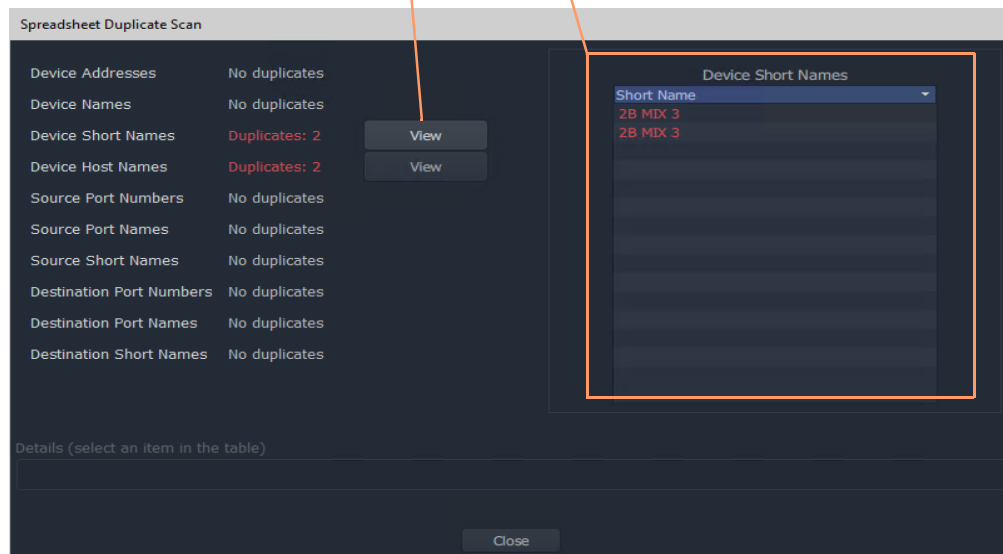 Spreadsheet Duplicate Scan
Device Addresses No duplicates
Device Names No duplicates
Device Short Names Duplicates: 2 View
Device Host Names Duplicates: 2 View
Source Port Numbers No duplicates
Source Port Names No duplicates
Source Short Names No duplicates
Destination Port Numbers No duplicates
Destination Port Names No duplicates
Destination Short Names No duplicates
Device Short Names
Short Name
2B MIX 3
2B MIX 3
Details (select an item in the table)
Close